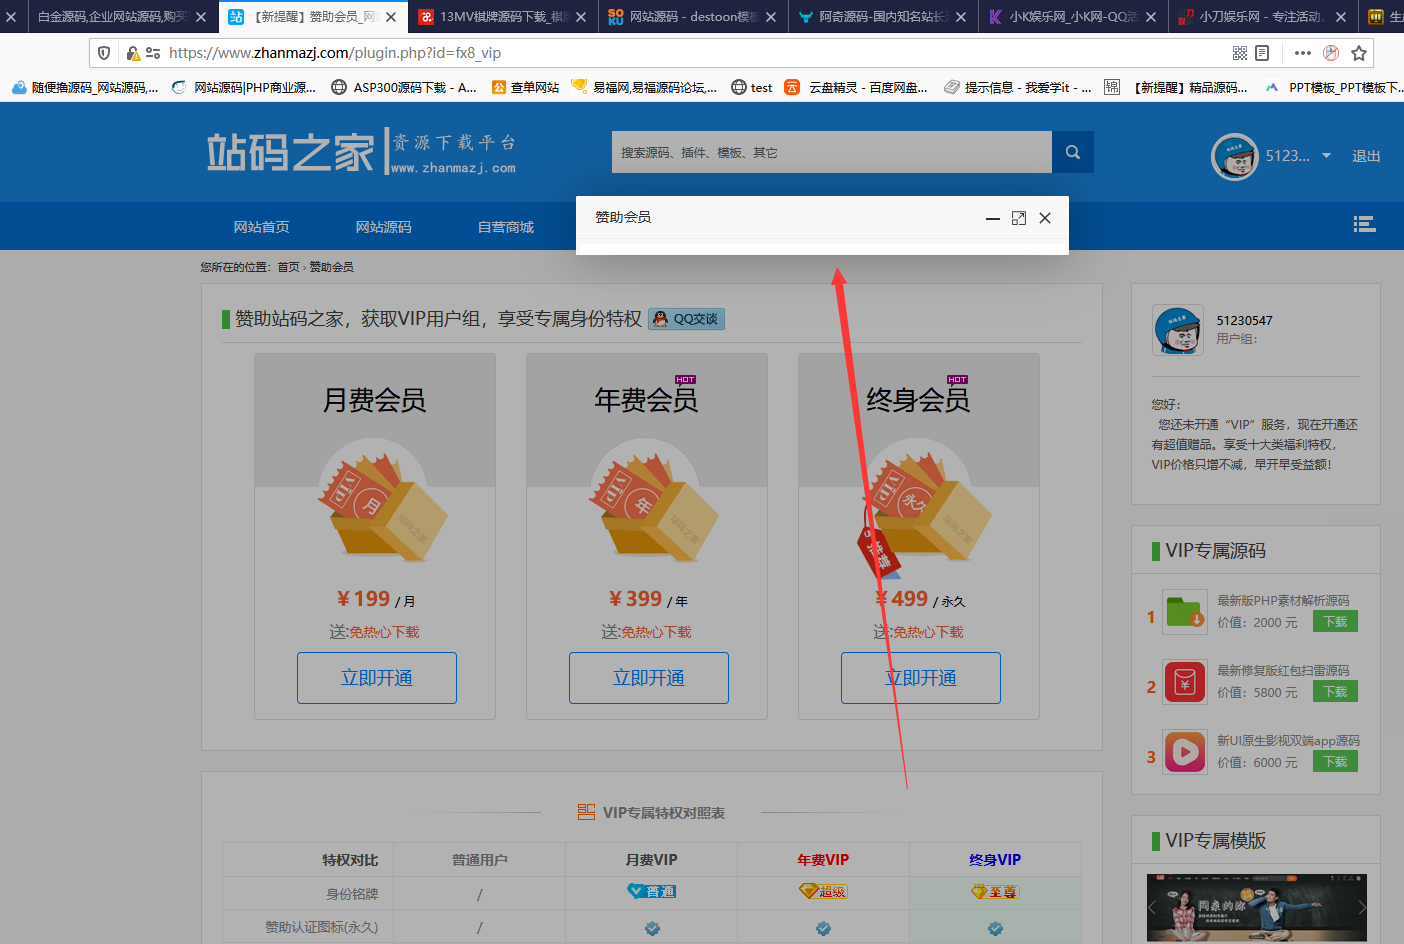 白金源码,企业网站源码,购买
【新提醒】赞助会员_网
13MV棋牌源码下载_棋
网站源码 - destoon模板
阿奇源码-国内知名站长
小K娱乐网_小K网-QQ活
小刀娱乐网 - 专注活动,
https://www.zhanmazj.com/plugin.php?id=fx8_vip
随便撸源码_网站源码,...
网站源码|PHP商业源...
ASP300源码下载 - A...
查单网站
易福网,易福源码论坛,...
test
云盘精灵 - 百度网盘...
提示信息 - 我爱学it - ...
【新提醒】精品源码...
PPT模板_PPT模板下...
站码之家
资源下载平台
www.zhanmazj.com
搜索源码、插件、模板、其它
5123...
退出
网站首页
网站源码
自营商城
赞助会员
您所在的位置：首页 › 赞助会员
赞助站码之家，获取VIP用户组，享受专属身份特权
QQ交谈
月费会员
年费会员
HOT
终身会员
HOT
VIP
月
站码之家
VIP
年
站码之家
VIP
永久
站码之家
¥ 199 / 月
¥ 399 / 年
¥ 499 / 永久
送:免热心下载
送:免热心下载
送:免热心下载
立即开通
立即开通
立即开通
51230547
用户组：
您好：
您还未开通“VIP”服务，现在开通还
有超值赠品。享受十大类福利特权，
VIP价格只增不减，早开早受益额！
VIP专属源码
1
最新版PHP素材解析源码
价值：2000 元
下载
2
最新修复版红包扫雷源码
价值：5800 元
下载
3
新UI原生影视双端app源码
价值：6000 元
下载
VIP专属模版
同桌的你
VIP专属特权对照表
特权对比
普通用户
月费VIP
年费VIP
终身VIP
身份铭牌
/
普通
超级
至尊
赞助认证图标(永久)
/